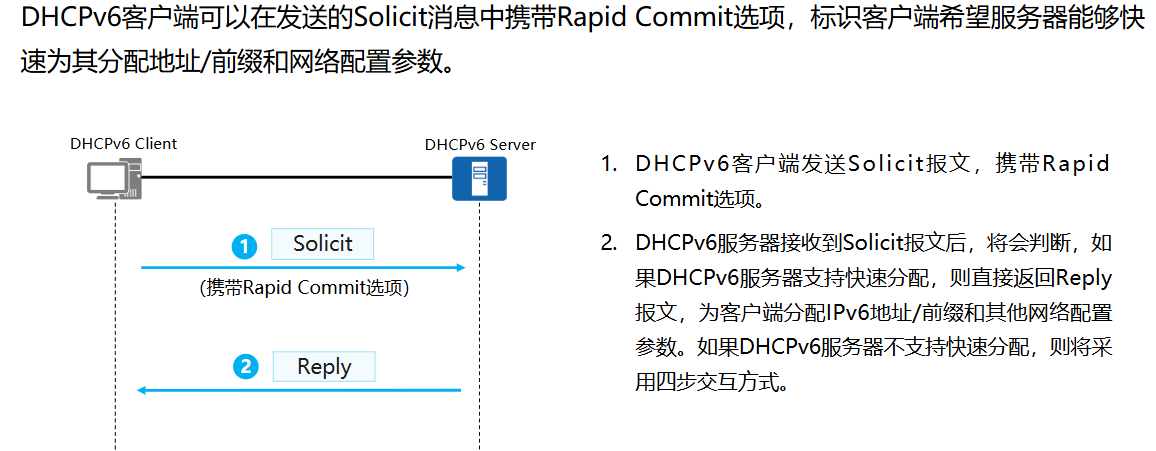 DHCPv6客户端可以在发送的Solicit消息中携带Rapid Commit选项，标识客户端希望服务器能够快
速为其分配地址/前缀和网络配置参数。
DHCPv6 Client
DHCPv6 Server
1
Solicit
(携带Rapid Commit选项)
2
Reply
1. DHCPv6客户端发送Solicit报文，携带Rapid
Commit选项。
2. DHCPv6服务器接收到Solicit报文后，将会判断，如
果DHCPv6服务器支持快速分配，则直接返回Reply
报文，为客户端分配IPv6地址/前缀和其他网络配置
参数。如果DHCPv6服务器不支持快速分配，则将采
用四步交互方式。